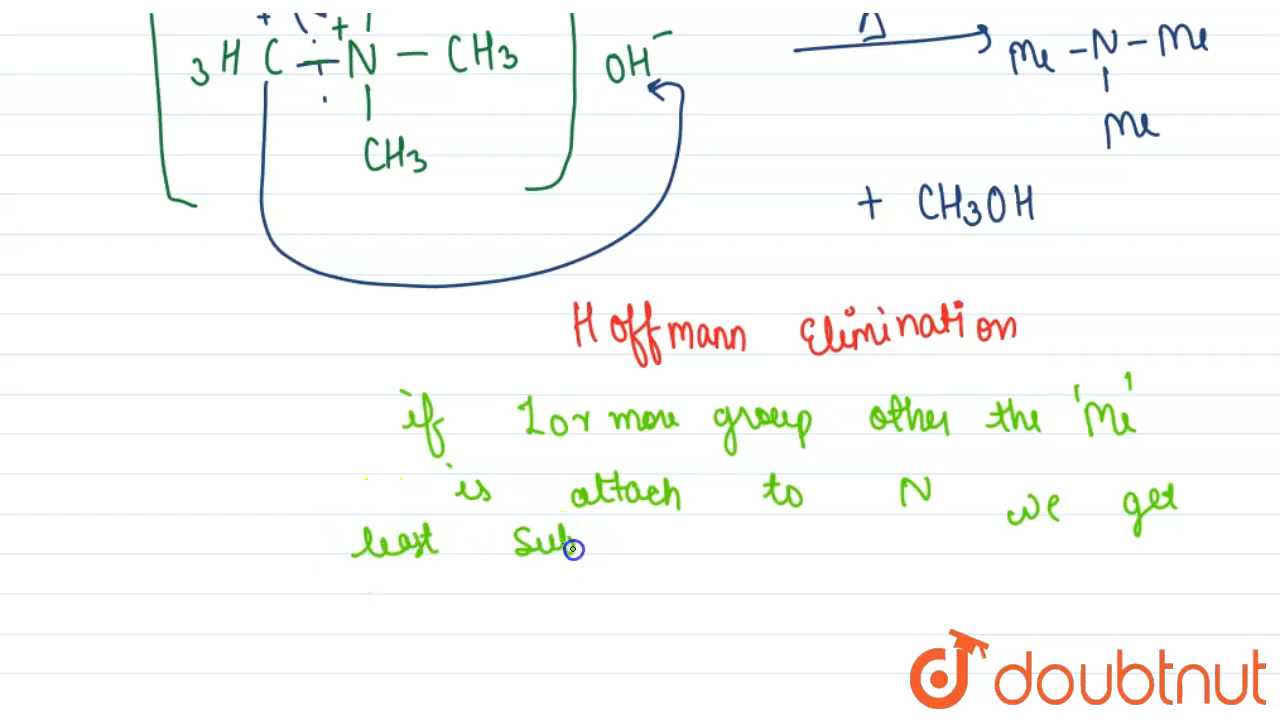 + +
3H C — N — CH3 OH⁻ Δ Me – N – Me
CH3 Me
+ CH3OH
Hoffmann Elimination
if 1 or more group other the 'Me'
is attach to N we get
least Sub
doubtnut